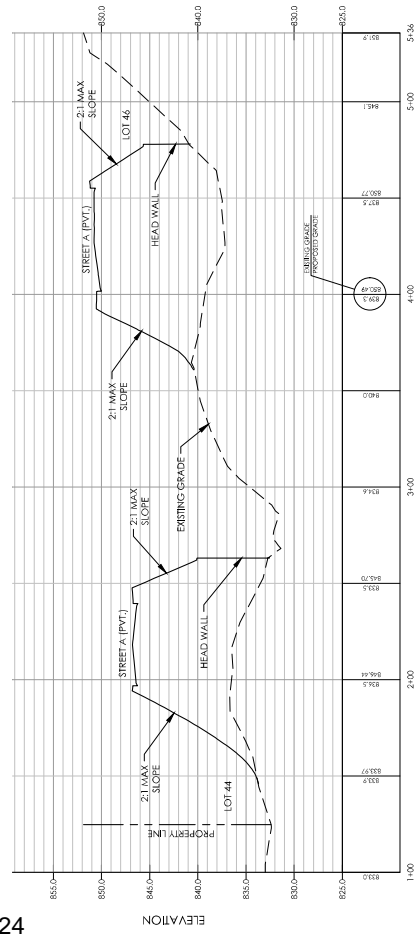 24
ELEVATION
855.0
850.0
845.0
840.0
835.0
830.0
825.0
850.0
840.0
830.0
825.0
PROPERTY LINE
LOT 44
2:1 MAX
SLOPE
STREET A (PVT.)
2:1 MAX
SLOPE
HEAD WALL
EXISTING GRADE
2:1 MAX
SLOPE
STREET A (PVT.)
2:1 MAX
SLOPE
LOT 46
HEAD WALL
EXISTING GRADE
PROPOSED GRADE
833.0
833.9
833.97
836.5
846.44
833.5
845.70
834.6
840.0
839.3
850.49
837.5
850.77
845.1
851.9
1+00
2+00
3+00
4+00
5+00
5+36